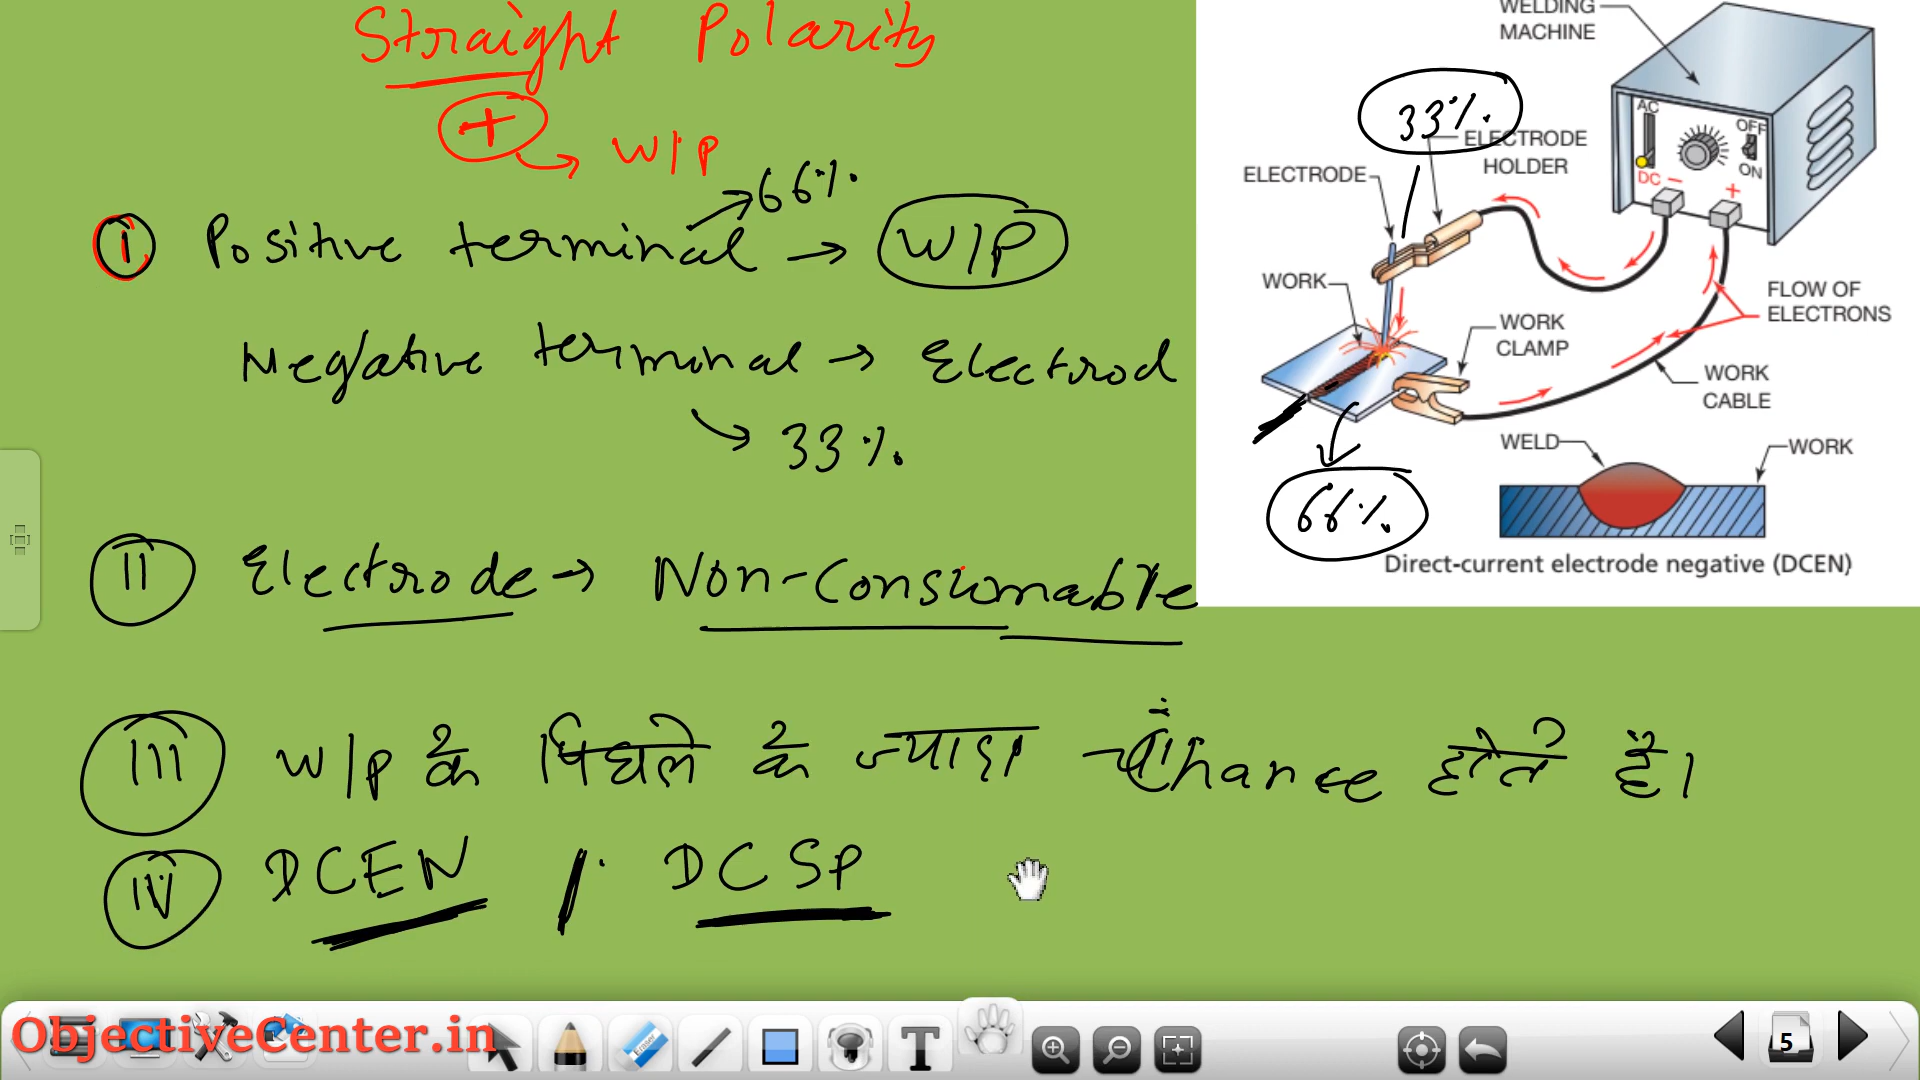 Straight Polarity
+ → W/P
① Positive terminal → W/P
→ 66%
Negative terminal → Electrod
→ 33%
② Electrode → Non-Consumable
III W/P के पिघले के ज्यादा Chance होते हैं।
IV DCEN / DCSP
WELDING
MACHINE
33%
ELECTRODE
HOLDER
ELECTRODE
AC
OFF
ON
DC - +
WORK
FLOW OF
ELECTRONS
WORK
CLAMP
WORK
CABLE
66%
WELD
WORK
Direct-current electrode negative (DCEN)
ObjectiveCenter.in
Eraser
T
5